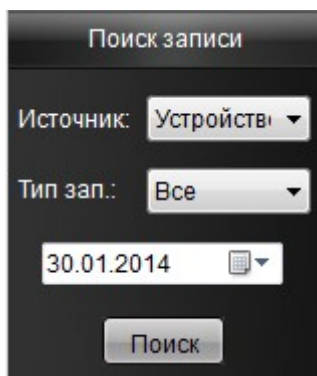 Поиск записи
Источник: Устройств
Тип зап.: Все
30.01.2014
Поиск